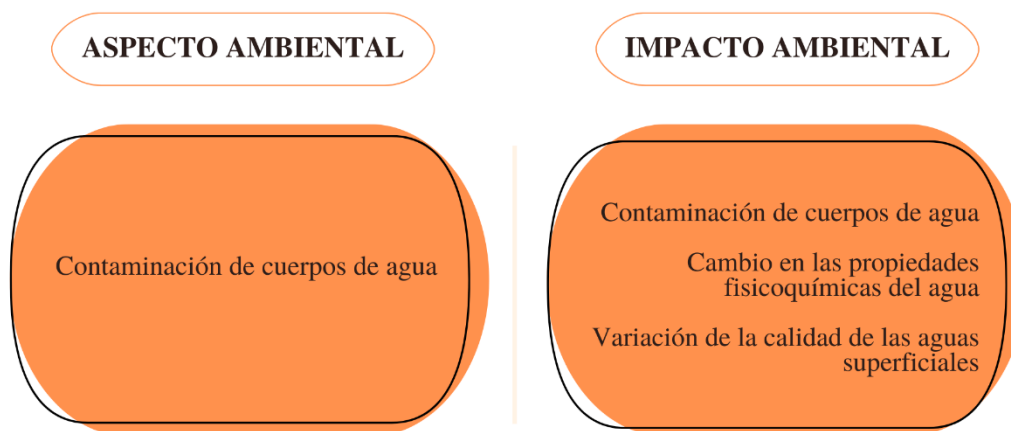 ASPECTO AMBIENTAL
IMPACTO AMBIENTAL
Contaminación de cuerpos de agua
Contaminación de cuerpos de agua
Cambio en las propiedades
fisicoquímicas del agua
Variación de la calidad de las aguas
superficiales